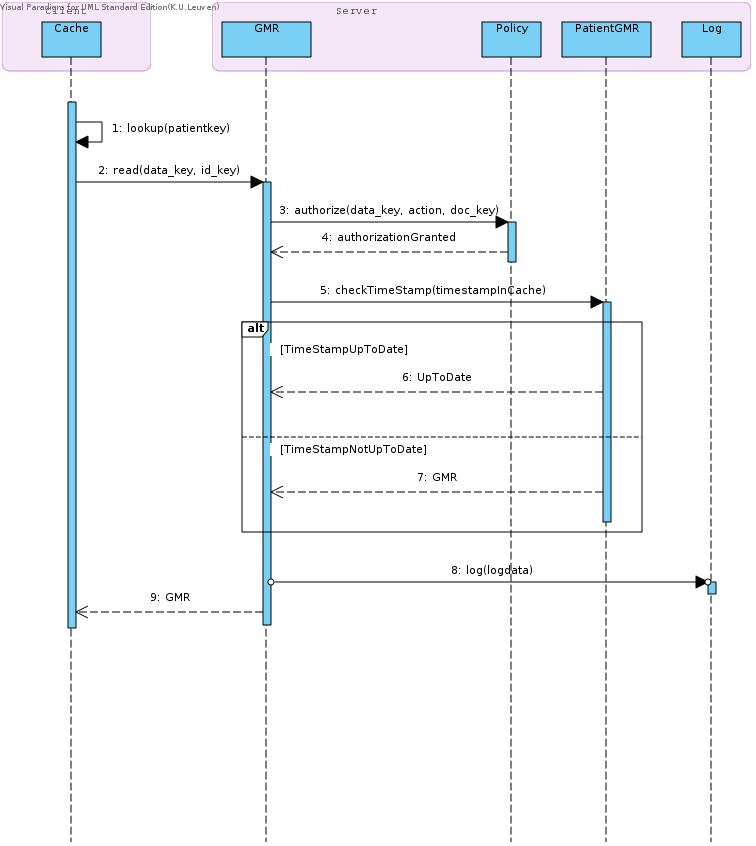 Visual Paradigm for UML Standard Edition(K.U.Leuven)
Client
Server
Cache
GMR
Policy
PatientGMR
Log
1: lookup(patientkey)
2: read(data_key, id_key)
3: authorize(data_key, action, doc_key)
4: authorizationGranted
5: checkTimeStamp(timestampInCache)
alt
[TimeStampUpToDate]
6: UpToDate
[TimeStampNotUpToDate]
7: GMR
8: log(logdata)
9: GMR